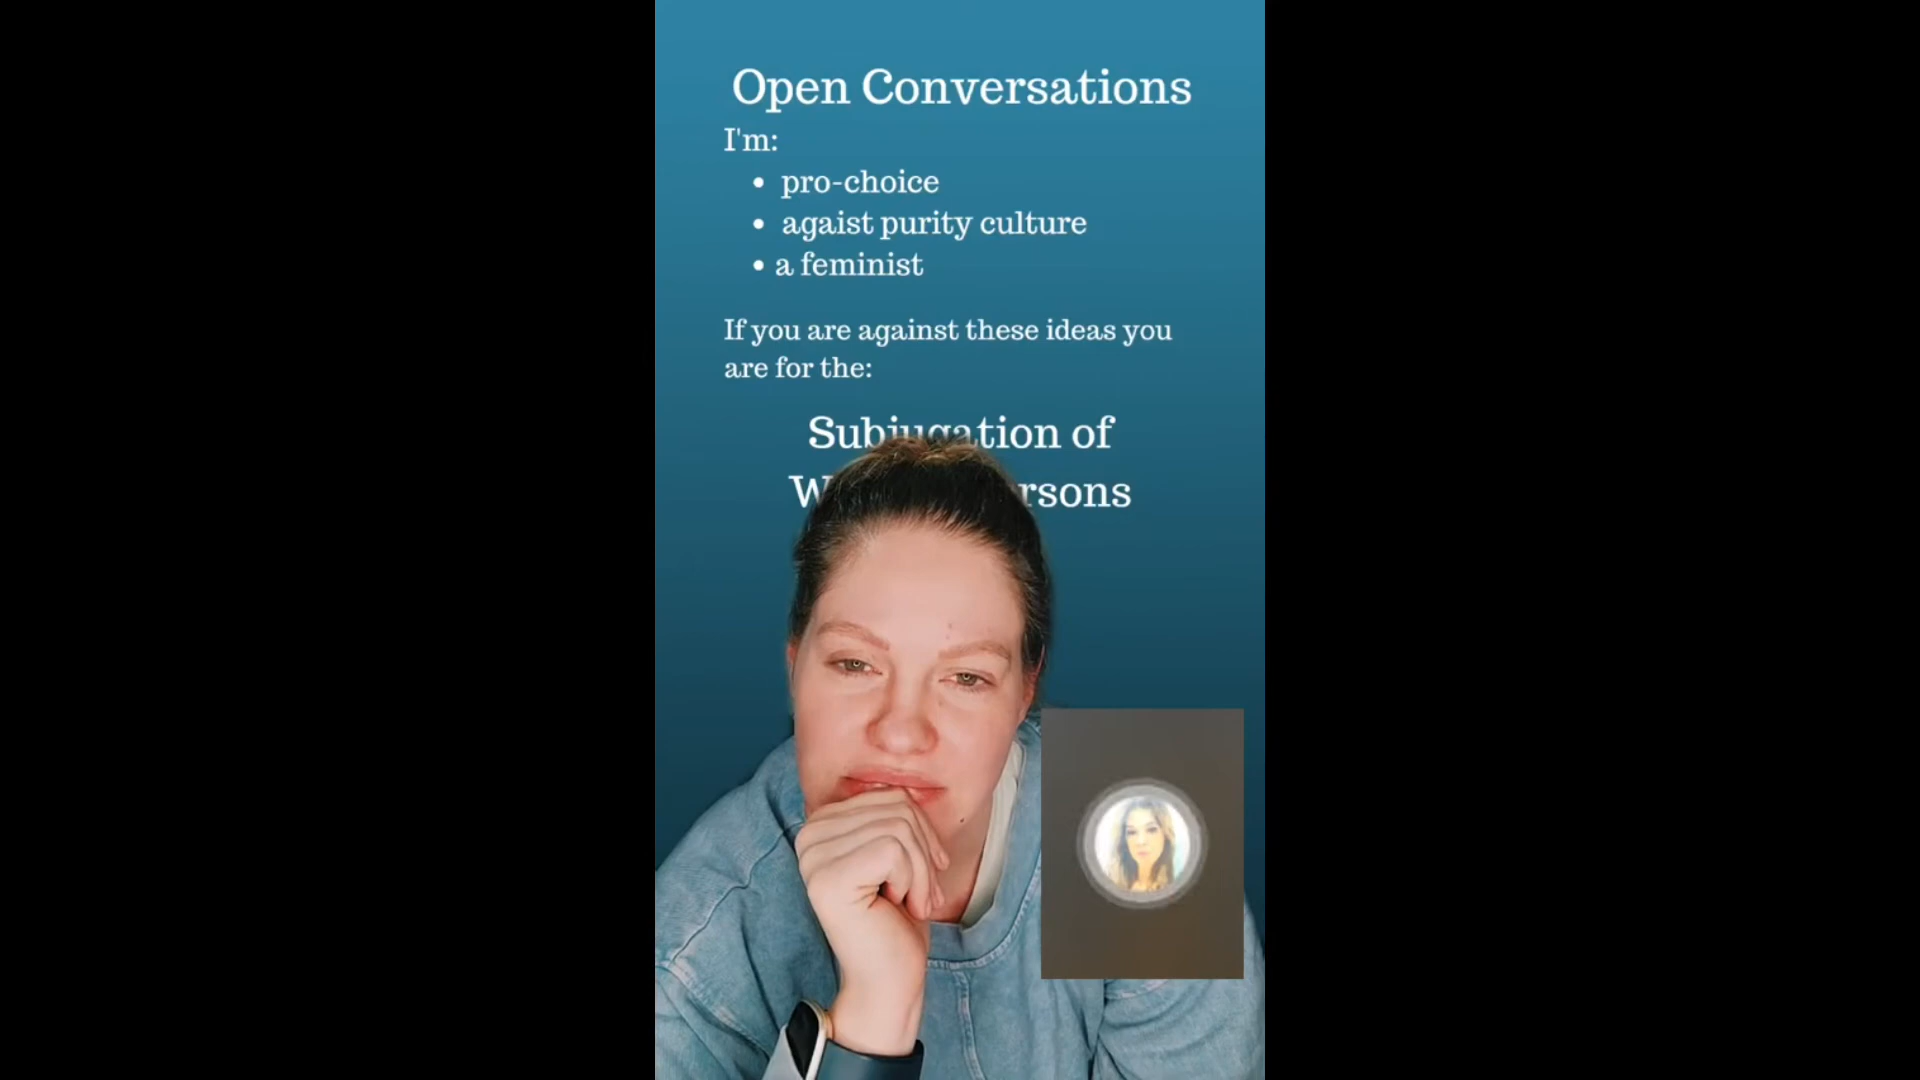 Open Conversations
I'm:
• pro-choice
• agaist purity culture
• a feminist
If you are against these ideas you
are for the:
Subjugation of